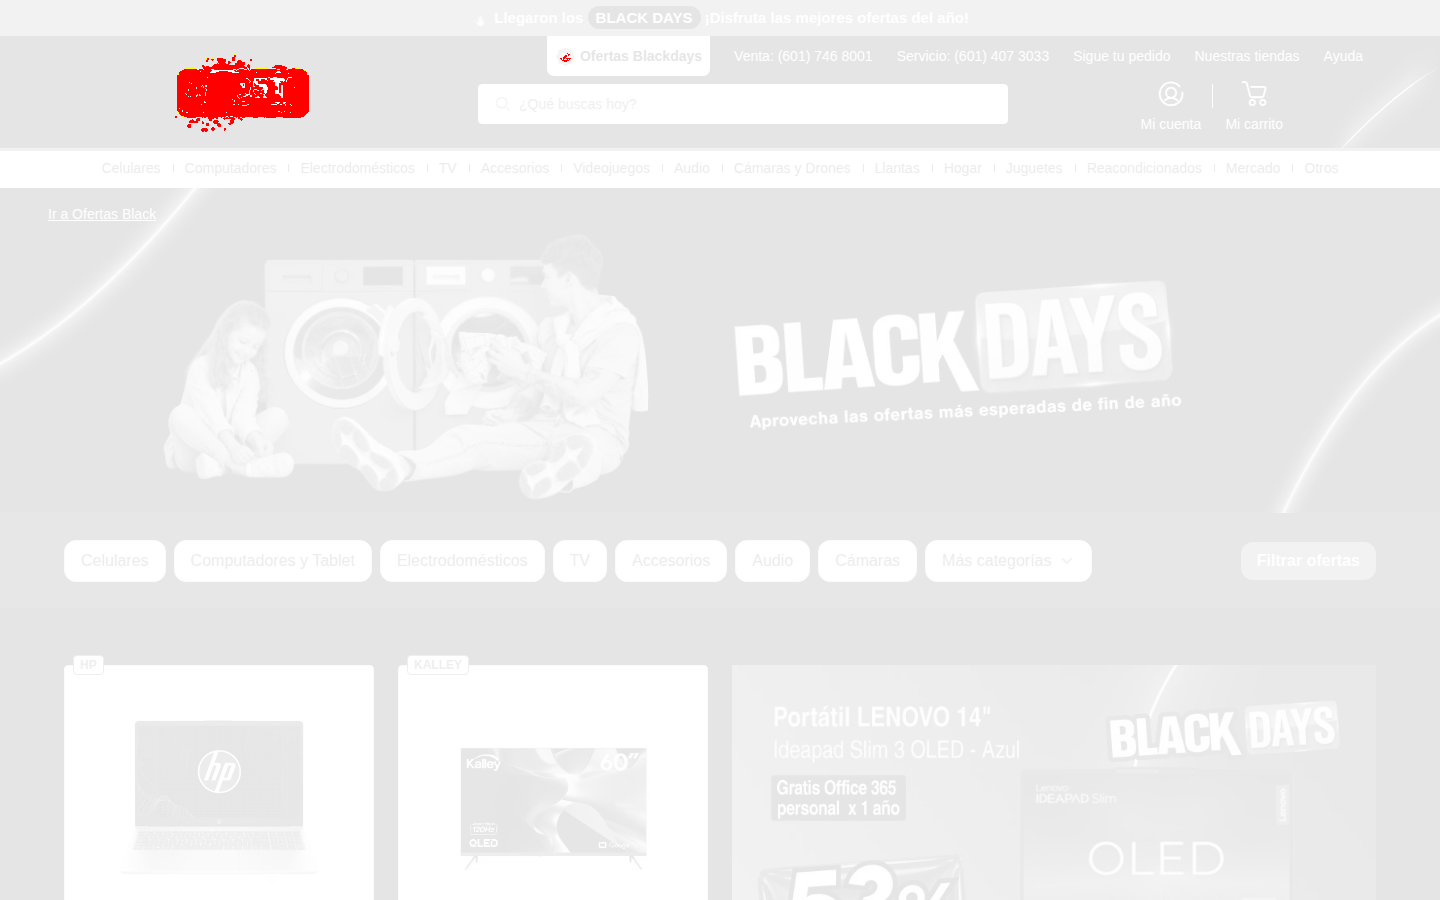 Llegaron los BLACK DAYS ¡Disfruta las mejores ofertas del año!
Ofertas Blackdays Venta: (601) 746 8001 Servicio: (601) 407 3033 Sigue tu pedido Nuestras tiendas Ayuda
¿Qué buscas hoy?
Mi cuenta Mi carrito
Celulares Computadores Electrodomésticos TV Accesorios Videojuegos Audio Cámaras y Drones Llantas Hogar Juguetes Reacondicionados Mercado Otros
Ir a Ofertas Black
BLACK DAYS
Aprovecha las ofertas más esperadas de fin de año
Celulares Computadores y Tablet Electrodomésticos TV Accesorios Audio Cámaras Más categorías Filtrar ofertas
HP
hp
KALLEY
Kalley 60"
120Hz
QLED
Portátil LENOVO 14"
Ideapad Slim 3 OLED - Azul
Gratis Office 365
personal x 1 año
BLACK DAYS
Lenovo
IDEAPAD Slim
Lenovo
OLED
53%